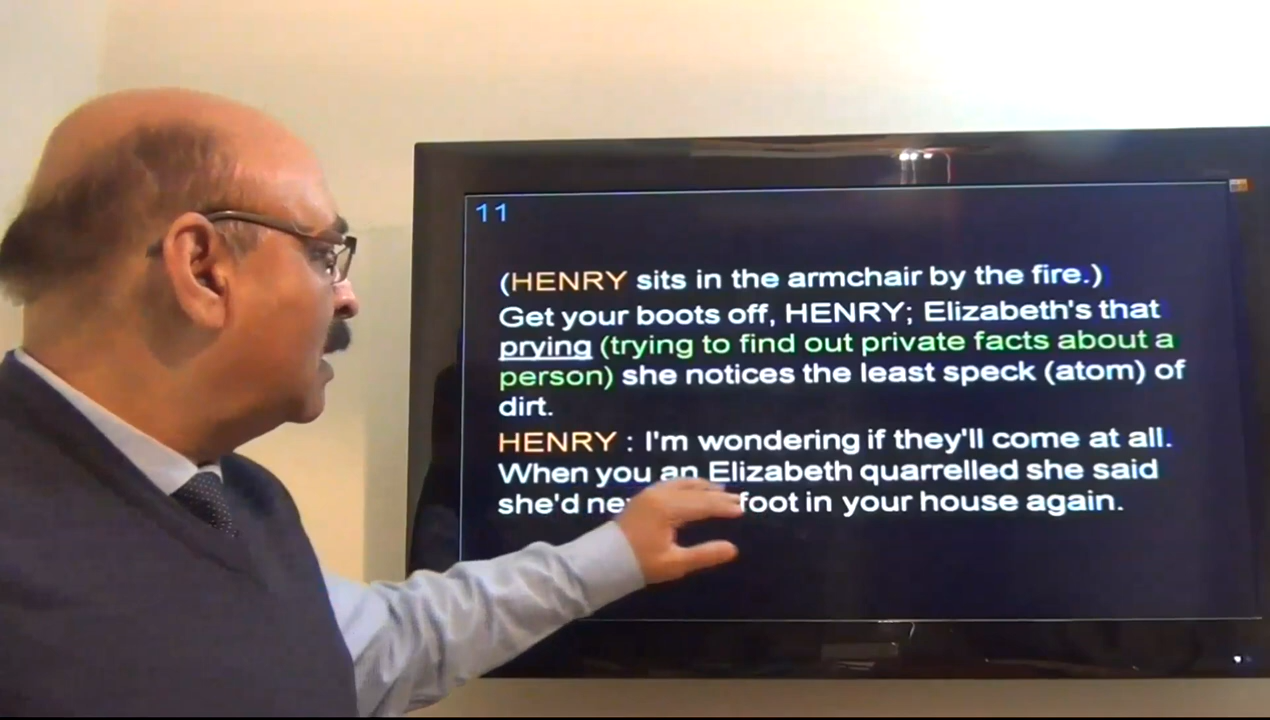 11
(HENRY sits in the armchair by the fire.)
Get your boots off, HENRY; Elizabeth's that
prying (trying to find out private facts about a
person) she notices the least speck (atom) of
dirt.
HENRY : I'm wondering if they'll come at all.
When you an Elizabeth quarrelled she said
she'd foot in your house again.